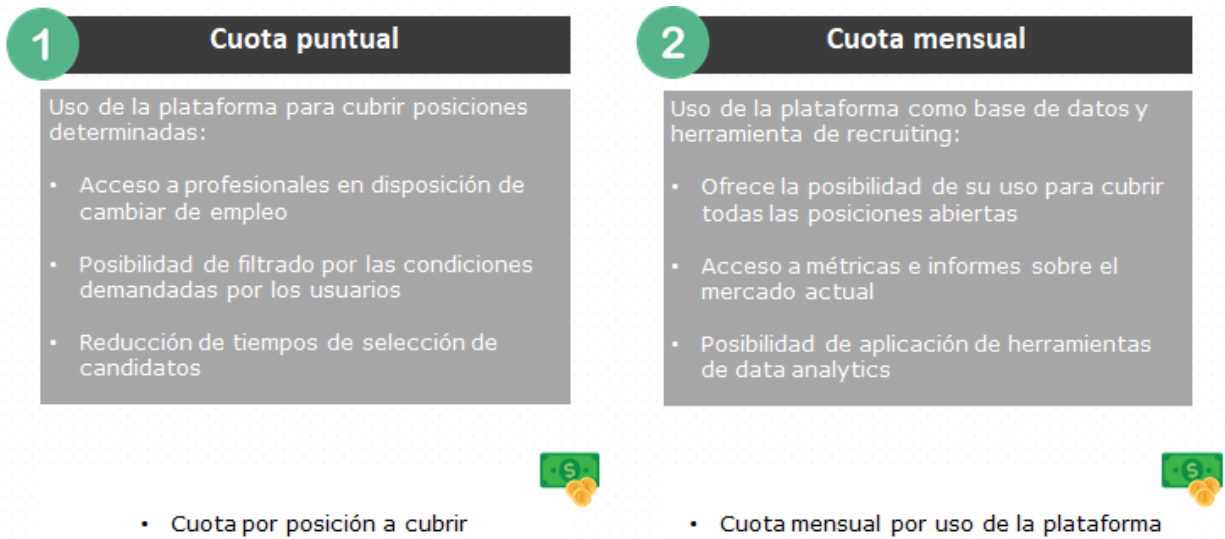 1
Cuota puntual
Uso de la plataforma para cubrir posiciones
determinadas:
• Acceso a profesionales en disposición de
cambiar de empleo
• Posibilidad de filtrado por las condiciones
demandadas por los usuarios
• Reducción de tiempos de selección de
candidatos
$
• Cuota por posición a cubrir
2
Cuota mensual
Uso de la plataforma como base de datos y
herramienta de recruiting:
• Ofrece la posibilidad de su uso para cubrir
todas las posiciones abiertas
• Acceso a métricas e informes sobre el
mercado actual
• Posibilidad de aplicación de herramientas
de data analytics
$
• Cuota mensual por uso de la plataforma